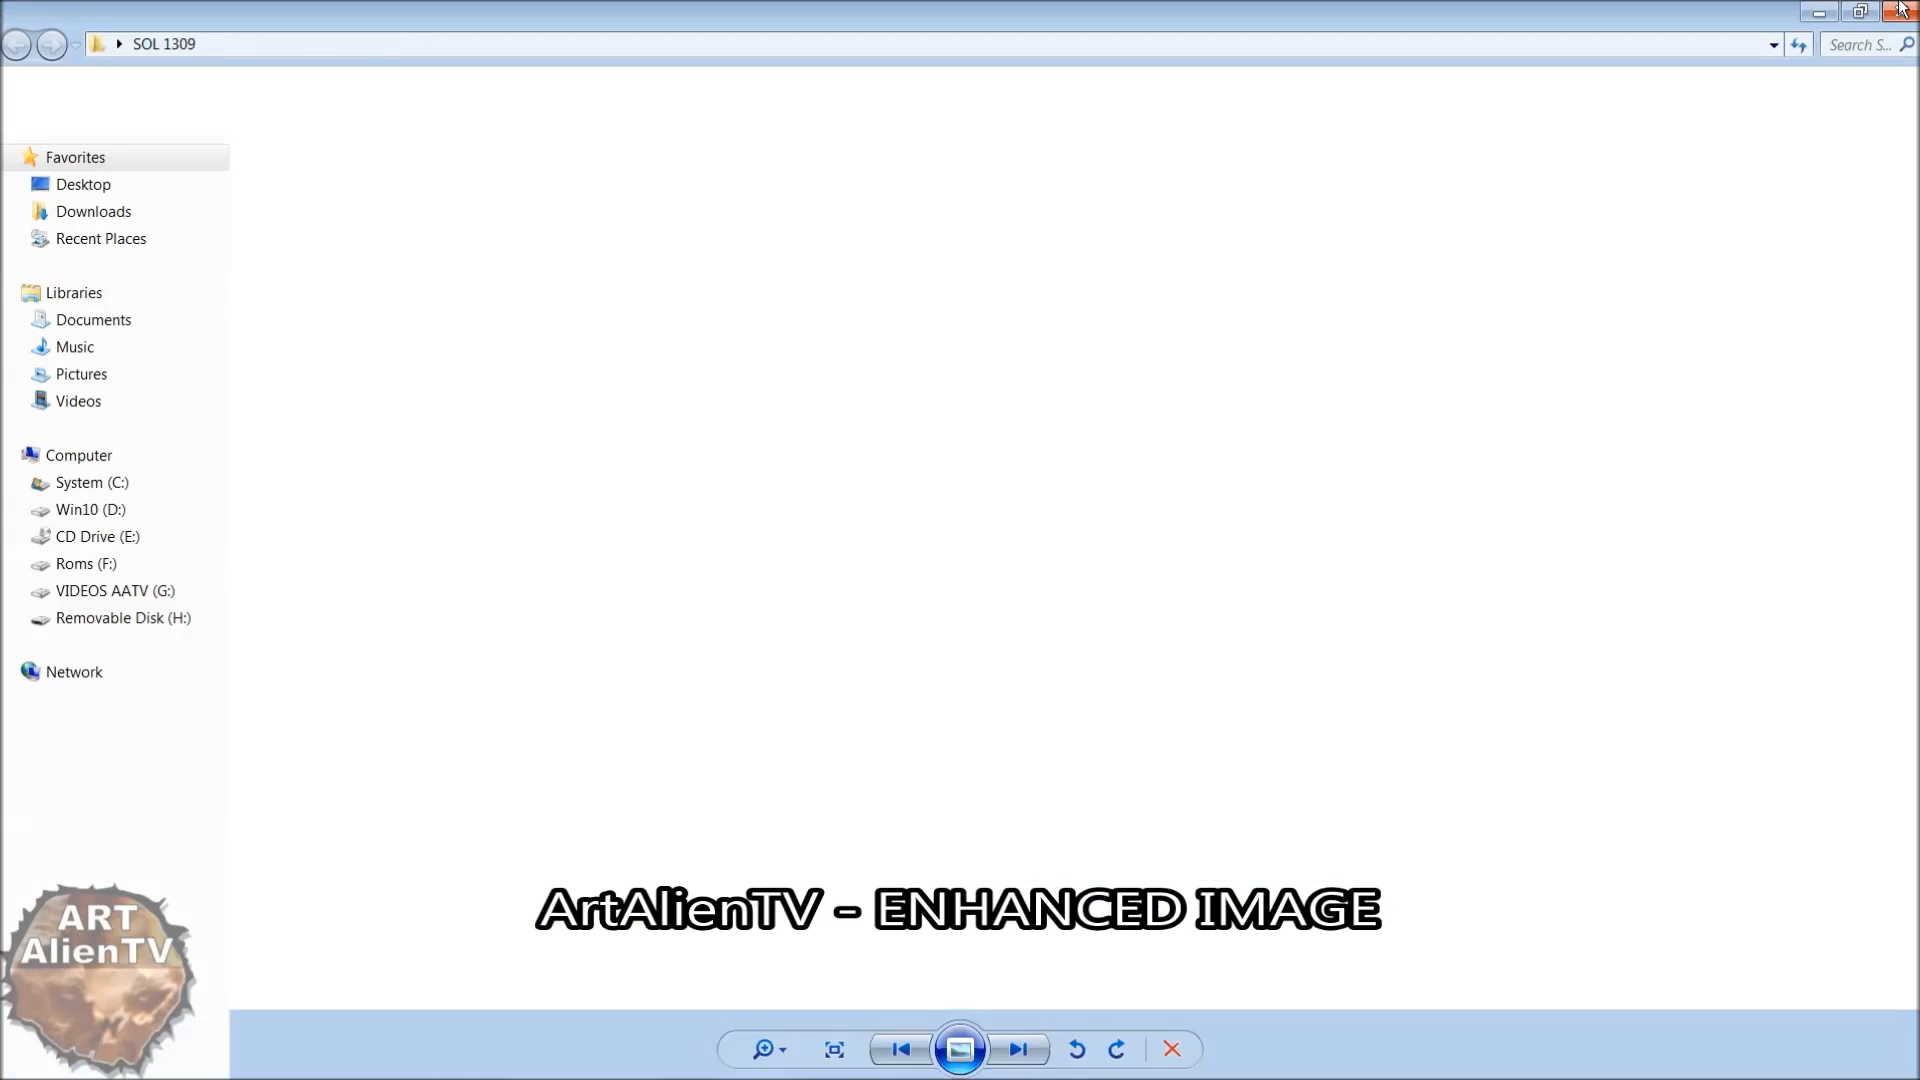 SOL 1309
Search S...
Favorites
Desktop
Downloads
Recent Places
Libraries
Documents
Music
Pictures
Videos
Computer
System (C:)
Win10 (D:)
CD Drive (E:)
Roms (F:)
VIDEOS AATV (G:)
Removable Disk (H:)
Network
ART
AlienTV
ArtAlienTV - ENHANCED IMAGE